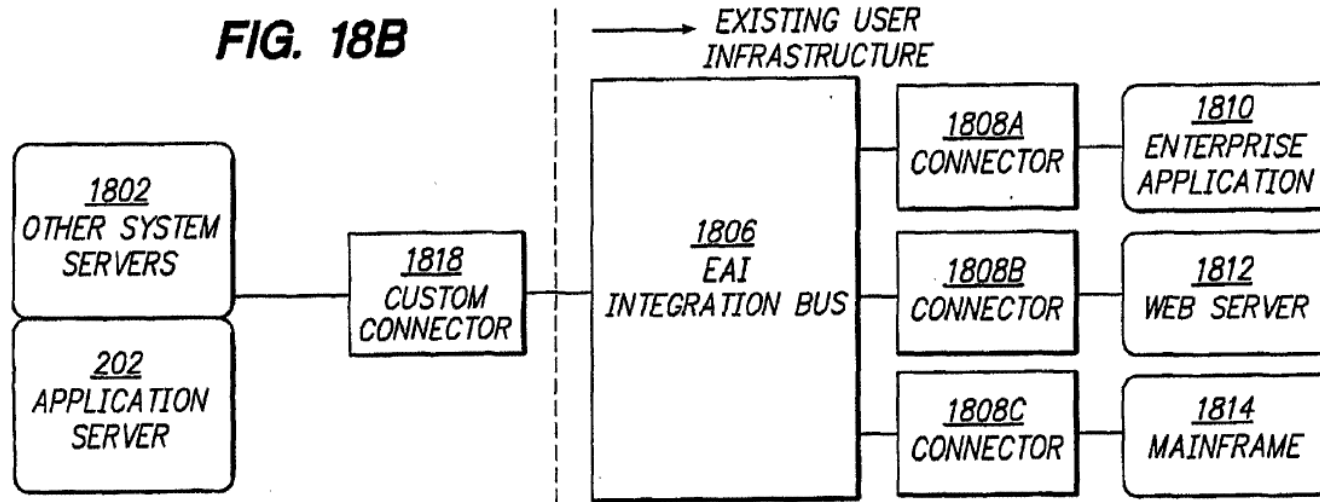 FIG. 18B
EXISTING USER
INFRASTRUCTURE
1802
OTHER SYSTEM
SERVERS
202
APPLICATION
SERVER
1818
CUSTOM
CONNECTOR
1806
EAI
INTEGRATION BUS
1808A
CONNECTOR
1810
ENTERPRISE
APPLICATION
1808B
CONNECTOR
1812
WEB SERVER
1808C
CONNECTOR
1814
MAINFRAME